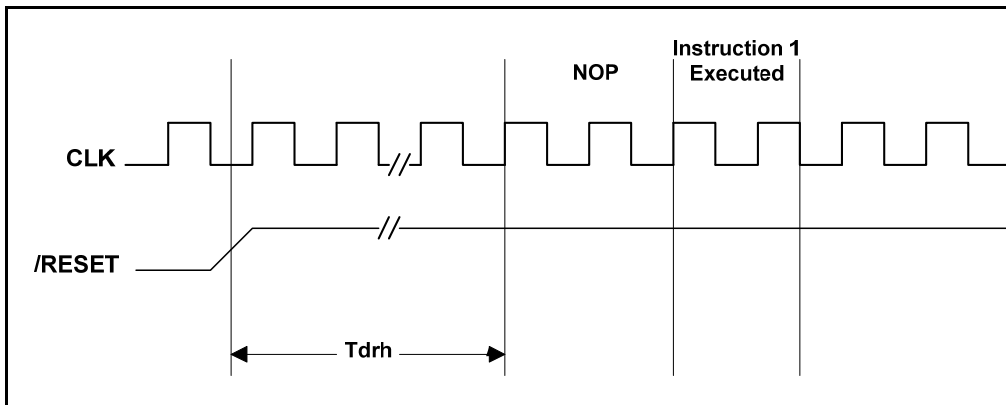 Instruction 1
NOP
Executed
CLK
/RESET
Tdrh